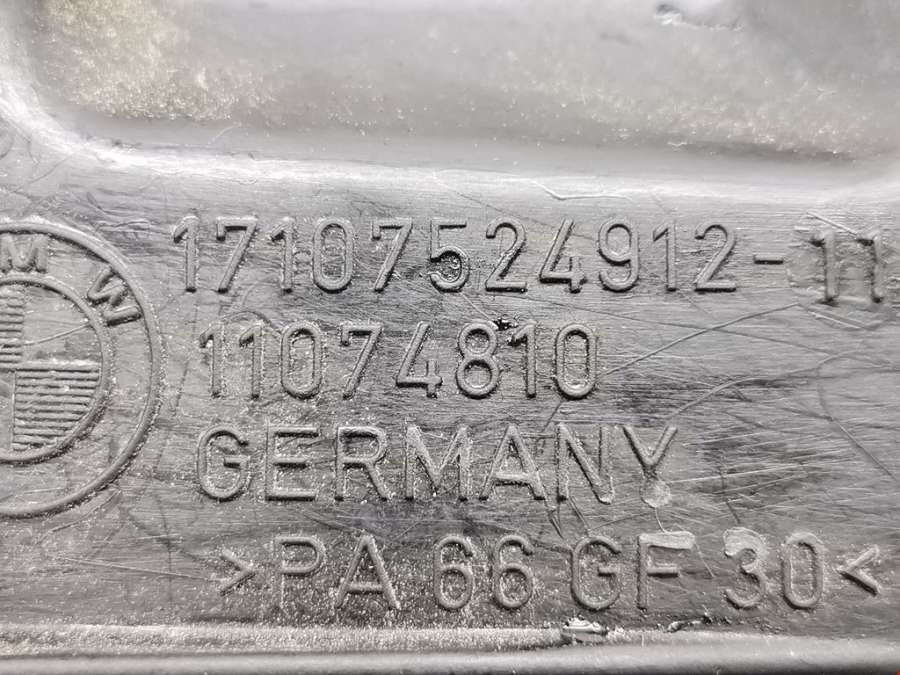 BMW
17107524912-11
11074810
GERMANY
>PA 66 GF 30<